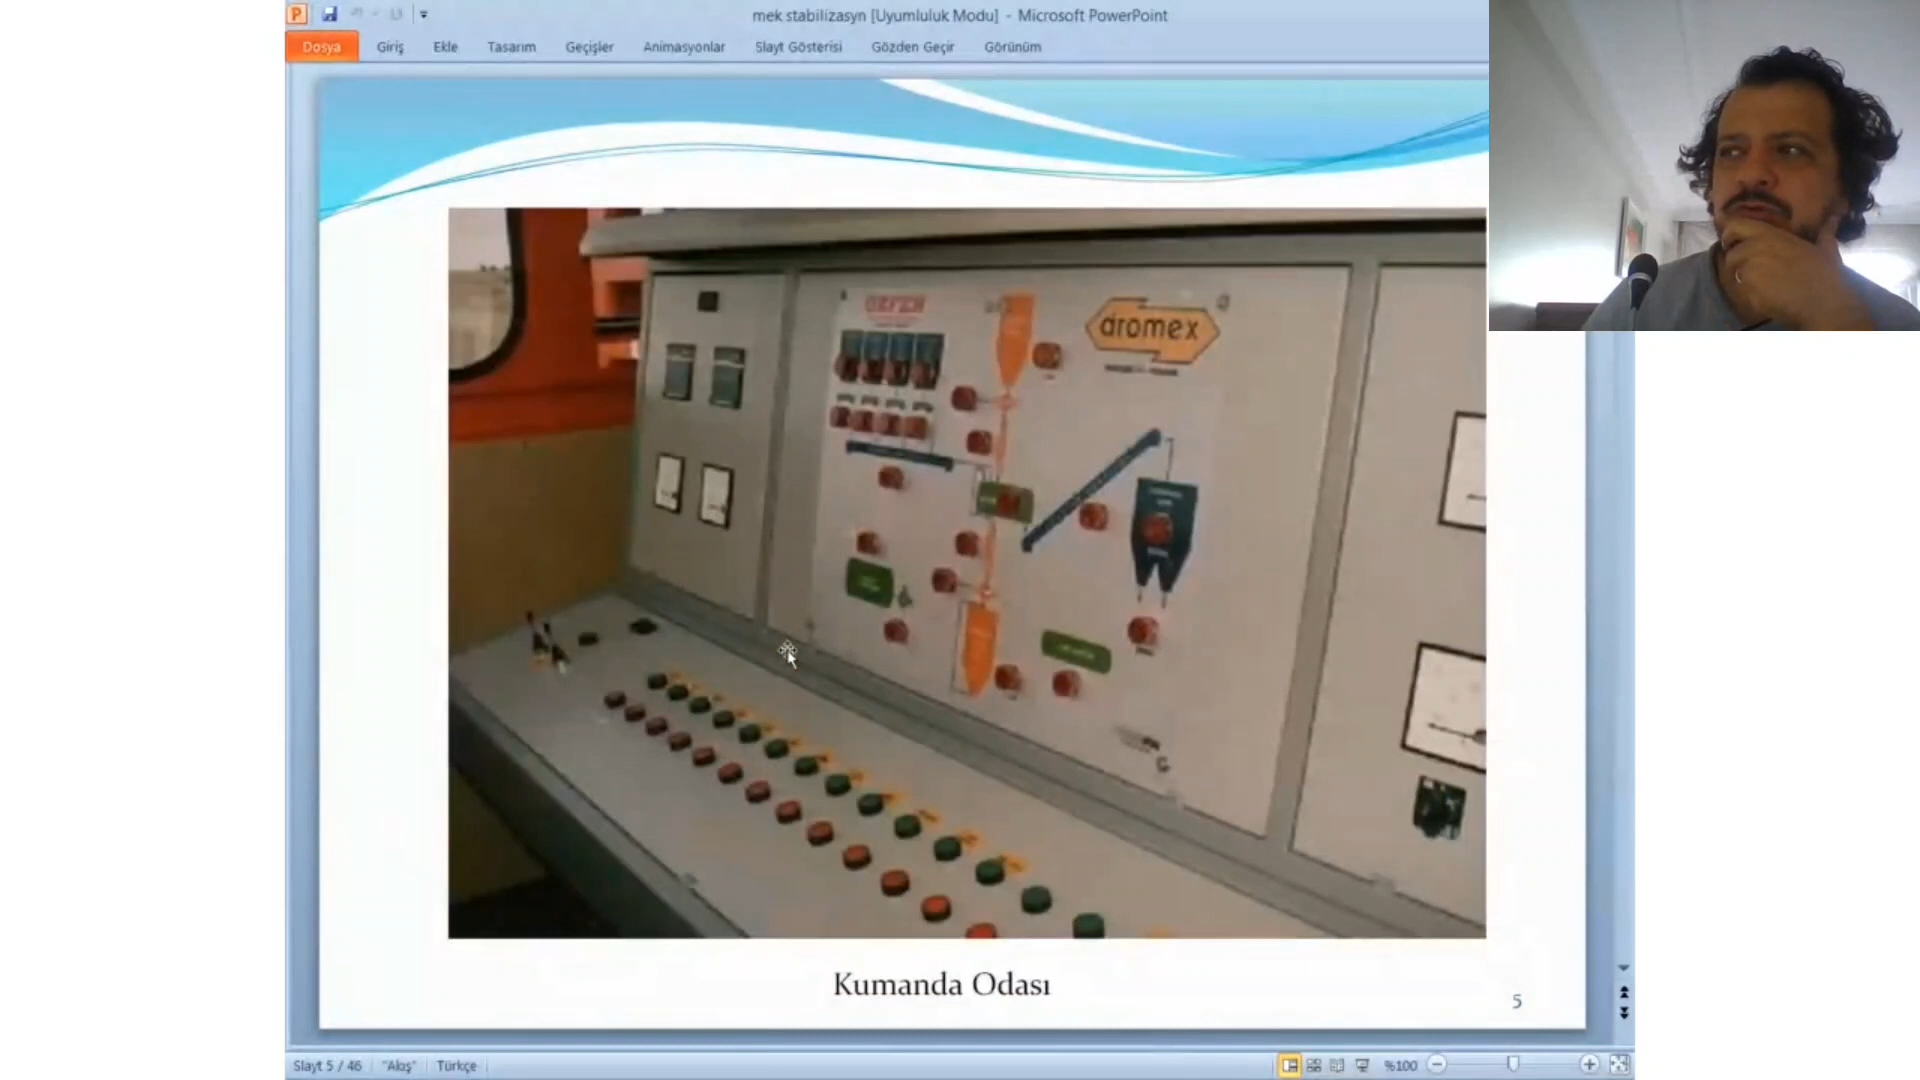 mek stabilizasyn [Uyumluluk Modu] - Microsoft PowerPoint
Dosya Giriş Ekle Tasarım Geçişler Animasyonlar Slayt Gösterisi Gözden Geçir Görünüm
dromex
Kumanda Odası
5
Slayt 5 / 46 "Akış" Türkçe
%100